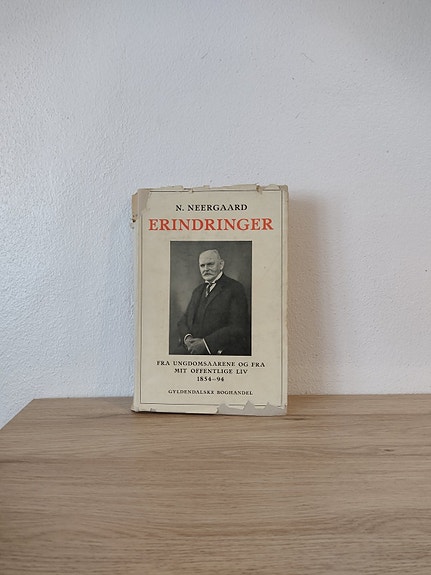 N. NEERGAARD
ERINDRINGER
FRA UNGDOMSAARENE OG FRA
MIT OFFENTLIGE LIV
1854-94
GYLDENDALSKE BOGHANDEL